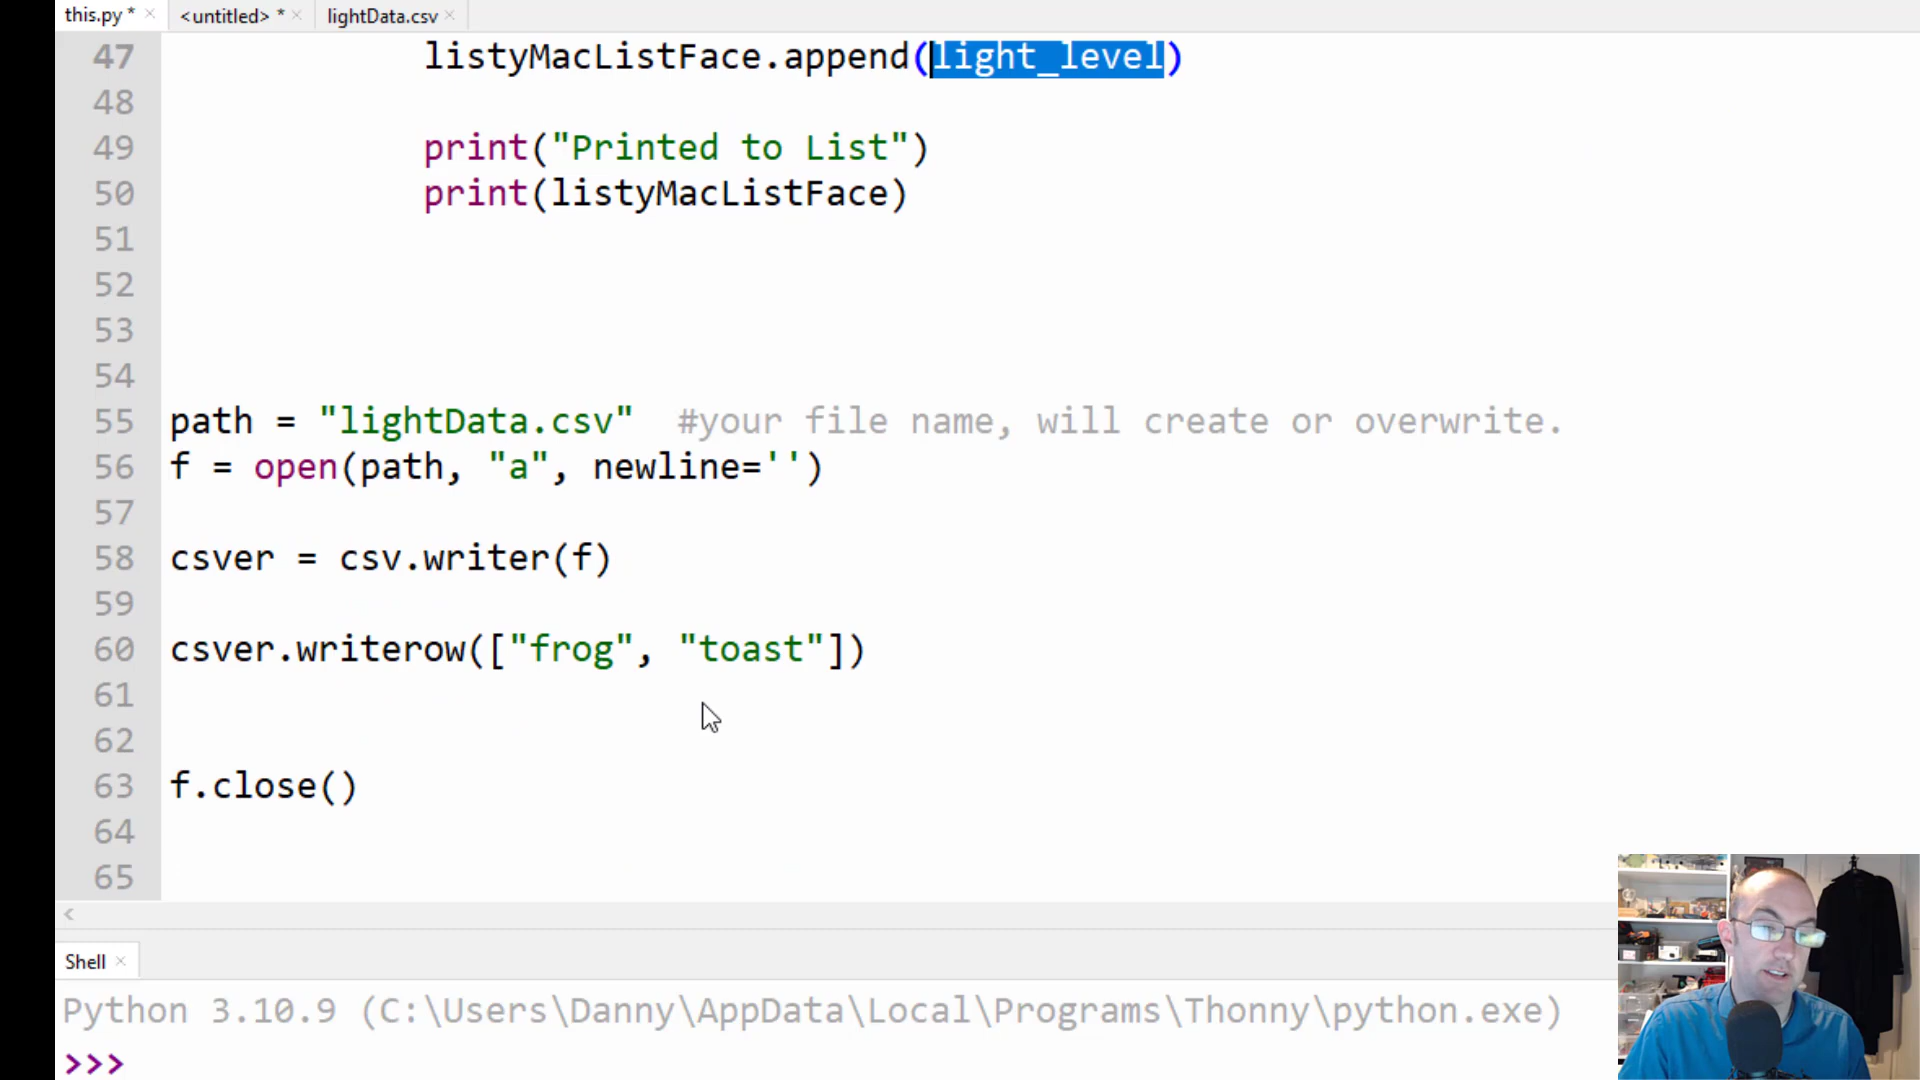 this.py *
<untitled> *
lightData.csv
47 listyMacListFace.append(light_level)
48
49 print("Printed to List")
50 print(listyMacListFace)
51
52
53
54
55 path = "lightData.csv" #your file name, will create or overwrite.
56 f = open(path, "a", newline='')
57
58 csver = csv.writer(f)
59
60 csver.writerow(["frog", "toast"])
61
62
63 f.close()
64
65
Shell
Python 3.10.9 (C:\Users\Danny\AppData\Local\Programs\Thonny\python.exe)
>>>